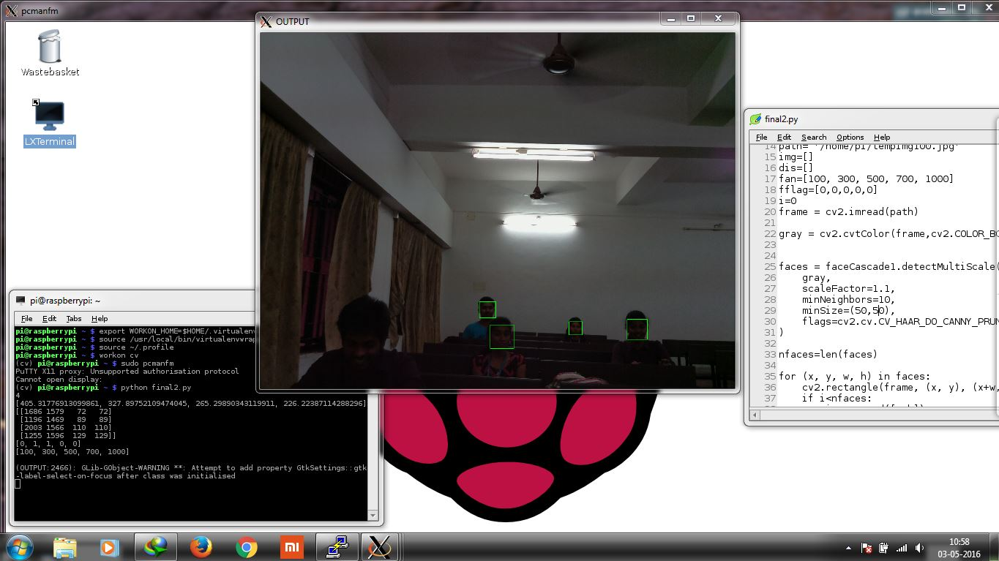 pcmanfm
Wastebasket
LXTerminal
OUTPUT
final2.py
File Edit Search Options Help
14 path= '/home/pi/tempimg100.jpg'
15 img=[]
16 dis=[]
17 fan=[100, 300, 500, 700, 1000]
18 fflag=[0,0,0,0,0]
19 i=0
20 frame = cv2.imread(path)
21
22 gray = cv2.cvtColor(frame,cv2.COLOR_BG
23
24
25 faces = faceCascade1.detectMultiScale(
26 gray,
27 scaleFactor=1.1,
28 minNeighbors=10,
29 minSize=(50,50),
30 flags=cv2.cv.CV_HAAR_DO_CANNY_PRUN
31 )
32
33 nfaces=len(faces)
34
35 for (x, y, w, h) in faces:
36 cv2.rectangle(frame, (x, y), (x+w,
37 if i<nfaces:
pi@raspberrypi: ~
File Edit Tabs Help
pi@raspberrypi ~ $ export WORKON_HOME=$HOME/.virtualenv
pi@raspberrypi ~ $ source /usr/local/bin/virtualenvwrap
pi@raspberrypi ~ $ source ~/.profile
pi@raspberrypi ~ $ workon cv
(cv) pi@raspberrypi ~ $ sudo pcmanfm
PuTTY X11 proxy: Unsupported authorisation protocol
Cannot open display:
(cv) pi@raspberrypi ~ $ python final2.py
4
[405.31776913099861, 327.89752109474045, 265.29890343119911, 226.22387114288296]
[[1686 1579 72 72]
[1196 1469 89 89]
[2003 1566 110 110]
[1255 1596 129 129]]
[0, 1, 1, 0, 0]
[100, 300, 500, 700, 1000]
(OUTPUT:2466): GLib-GObject-WARNING **: Attempt to add property GtkSettings::gtk
-label-select-on-focus after class was initialised
mi
10:58
03-05-2016